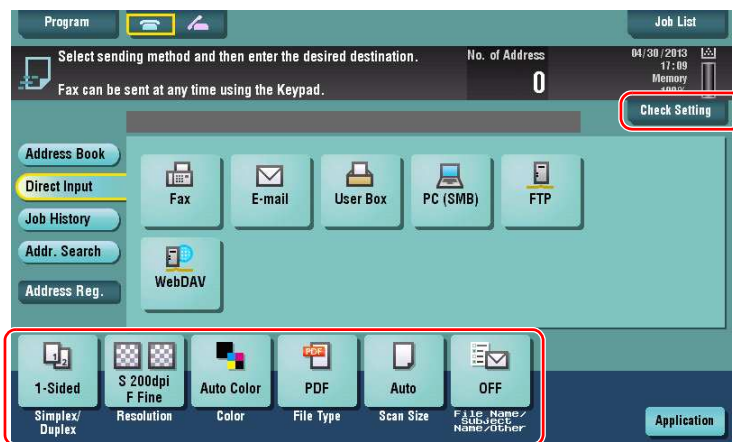 Program
Job List
Select sending method and then enter the desired destination.
Fax can be sent at any time using the Keypad.
No. of Address
0
04/30/2013
17:09
Memory
100%
Check Setting
Address Book
Direct Input
Job History
Addr. Search
Address Reg.
Fax
E-mail
User Box
PC (SMB)
FTP
WebDAV
1-Sided
S 200dpi
F Fine
Auto Color
PDF
PDF
Auto
OFF
Simplex/
Duplex
Resolution
Color
File Type
Scan Size
File Name/
Subject
Name/Other
Application